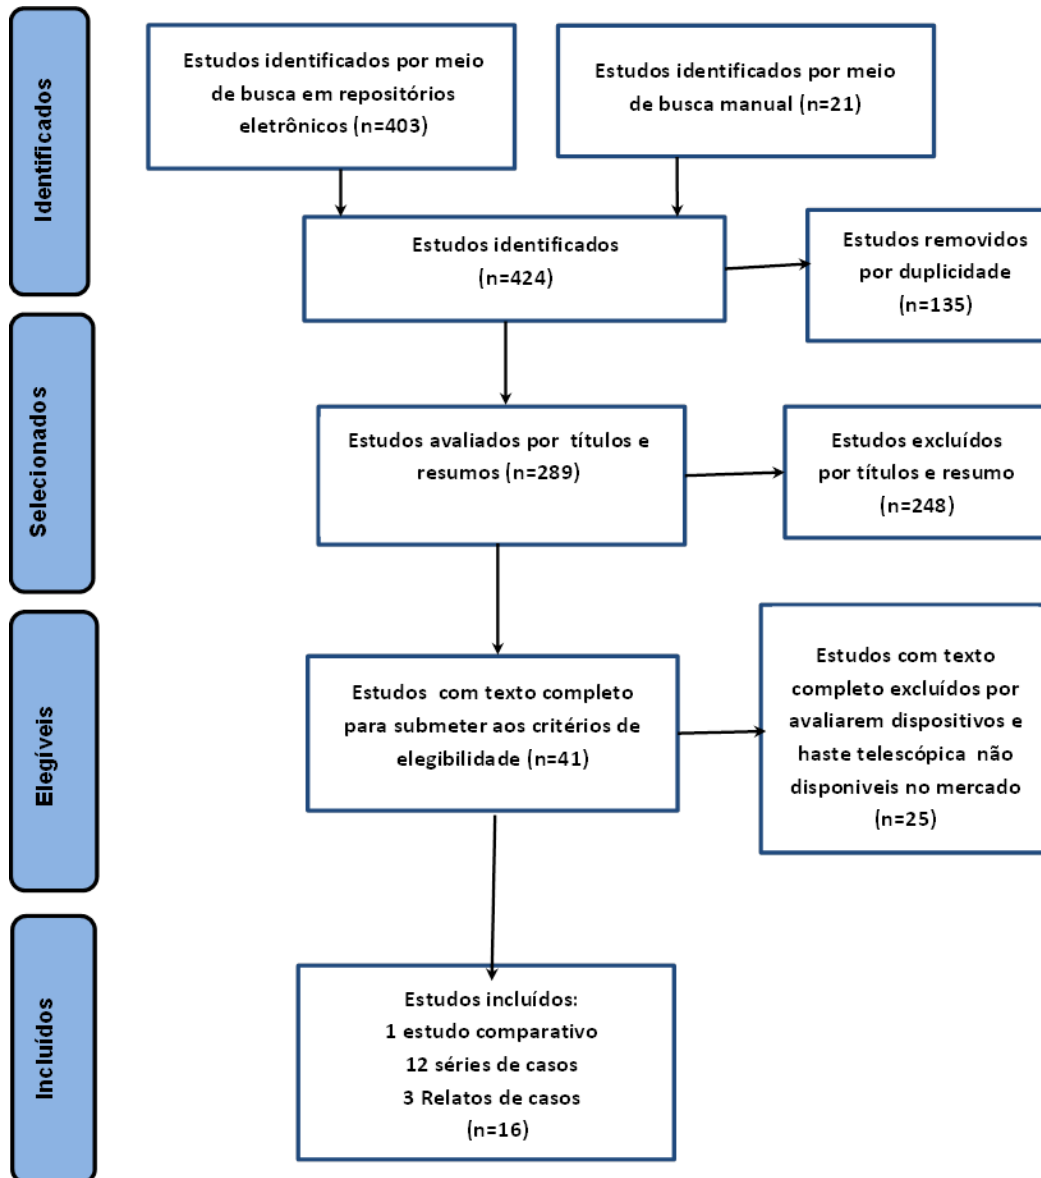 Identificados
Estudos identificados por meio
de busca em repositórios
eletrônicos (n=403)
Estudos identificados por meio
de busca manual (n=21)
Estudos identificados
(n=424)
Estudos removidos
por duplicidade
(n=135)
Selecionados
Estudos avaliados por títulos e
resumos (n=289)
Estudos excluídos
por títulos e resumo
(n=248)
Elegíveis
Estudos com texto completo
para submeter aos critérios de
elegibilidade (n=41)
Estudos com texto
completo excluídos por
avaliarem dispositivos e
haste telescópica não
disponiveis no mercado
(n=25)
Incluídos
Estudos incluídos:
1 estudo comparativo
12 séries de casos
3 Relatos de casos
(n=16)